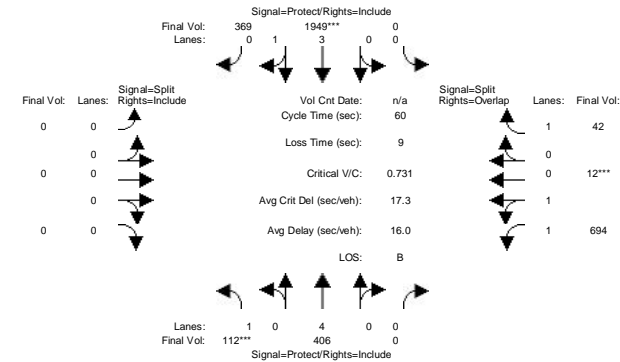 Signal=Protect/Rights=Include
Final Vol: 369 1949*** 0
Lanes: 0 1 3 0 0
Signal=Split
Final Vol: Lanes: Rights=Include
Vol Cnt Date: n/a
Signal=Split
Rights=Overlap Lanes: Final Vol:
Cycle Time (sec): 60
0 0 1 42
Loss Time (sec): 9
0 0
0 0 Critical V/C: 0.731 0 12***
0 Avg Crit Del (sec/veh): 17.3 1
0 0 Avg Delay (sec/veh): 16.0 1 694
LOS: B
Lanes: 1 0 4 0 0
Final Vol: 112*** 406 0
Signal=Protect/Rights=Include